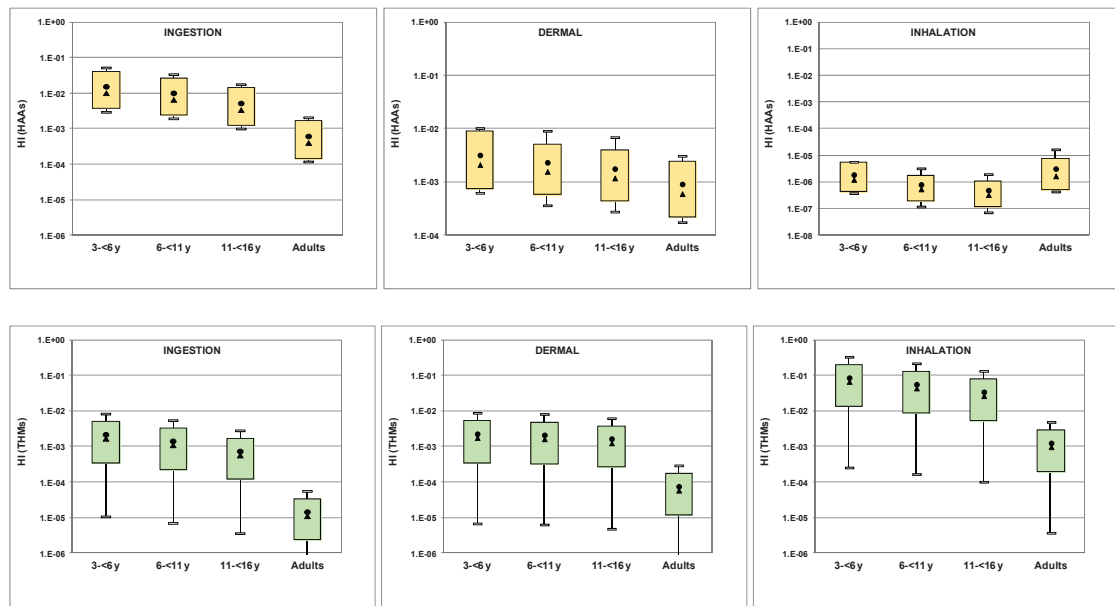 INGESTION
HI (HAAs)
1.E+00
1.E-01
1.E-02
1.E-03
1.E-04
1.E-05
1.E-06
3-<6 y
6-<11 y
11-<16 y
Adults
DERMAL
HI (HAAs)
1.E+00
1.E-01
1.E-02
1.E-03
1.E-04
3-<6 y
6-<11 y
11-<16 y
Adults
INHALATION
HI (HAAs)
1.E+00
1.E-01
1.E-02
1.E-03
1.E-04
1.E-05
1.E-06
1.E-07
1.E-08
3-<6 y
6-<11 y
11-<16 y
Adults
INGESTION
HI (THMs)
1.E+00
1.E-01
1.E-02
1.E-03
1.E-04
1.E-05
1.E-06
3-<6 y
6-<11 y
11-<16 y
Adults
DERMAL
HI (THMs)
1.E+00
1.E-01
1.E-02
1.E-03
1.E-04
1.E-05
1.E-06
3-<6 y
6-<11 y
11-<16 y
Adults
INHALATION
HI (THMs)
1.E+00
1.E-01
1.E-02
1.E-03
1.E-04
1.E-05
1.E-06
3-<6 y
6-<11 y
11-<16 y
Adults